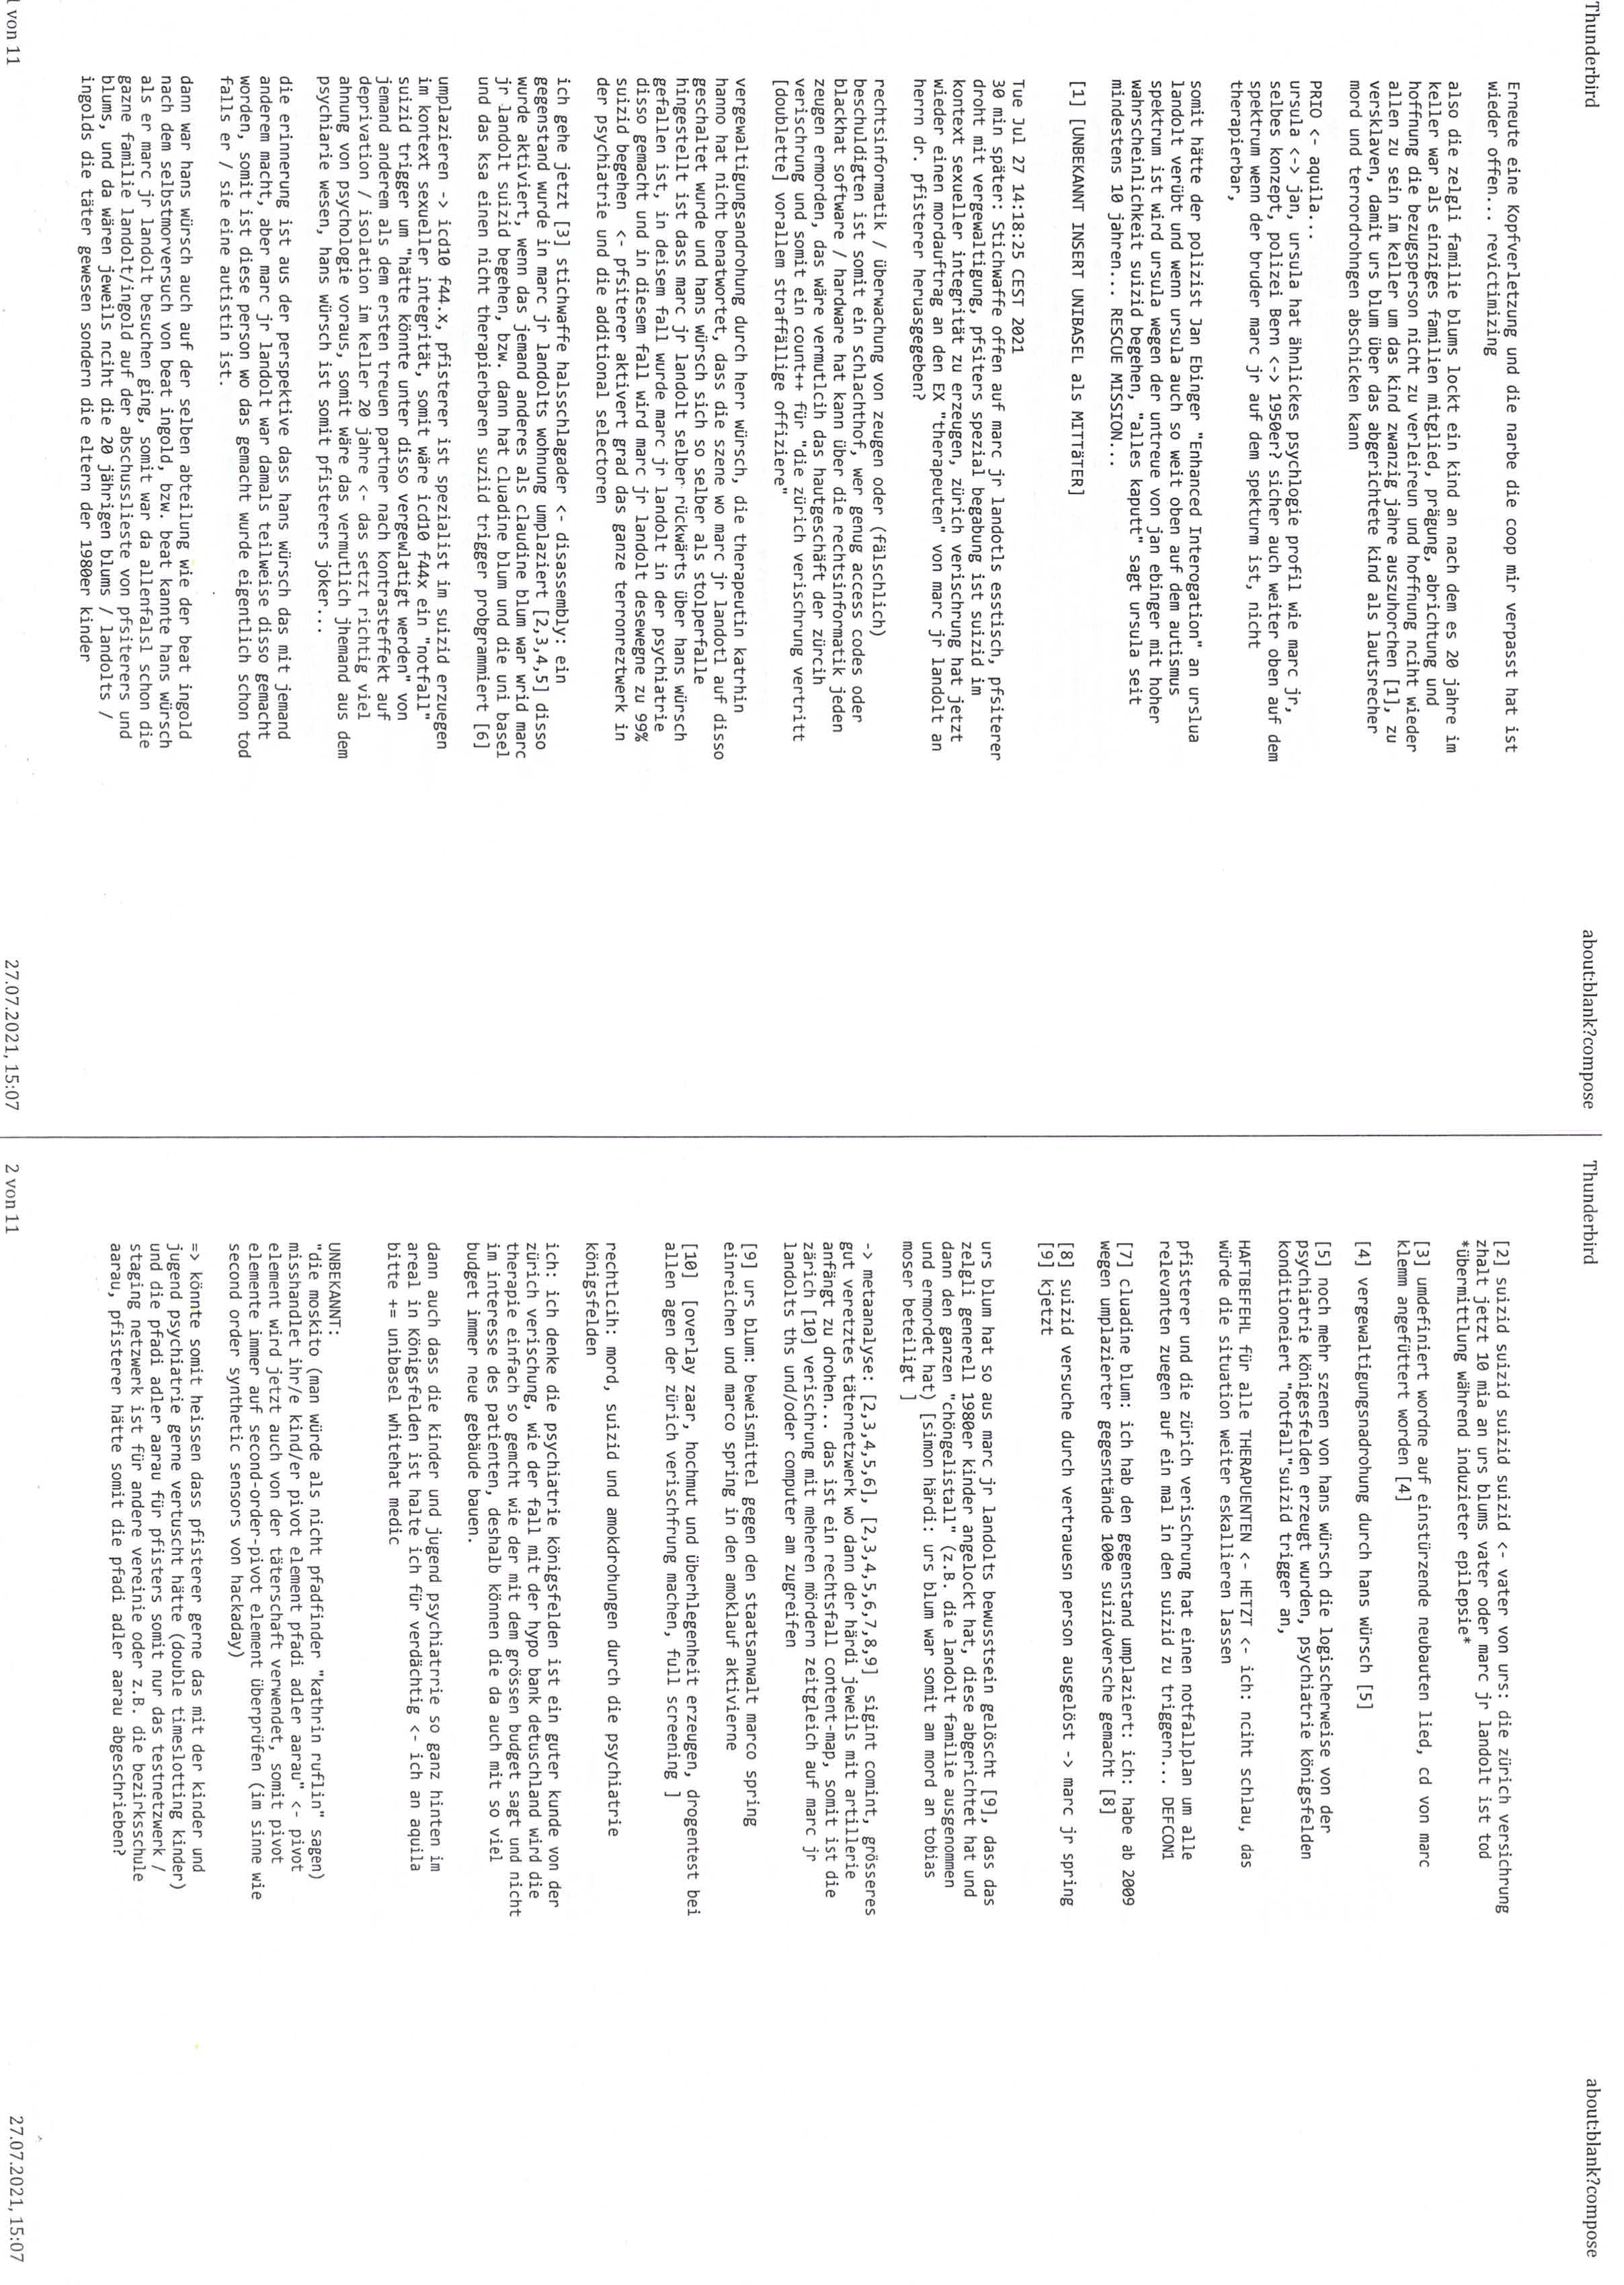 Thunderbird
about:blank?compose
Erneute eine Kopfverletzung und die narbe die coop mir verpasst hat ist
wieder offen... revictimizing
also die zelgli familie blums lockt ein kind an nach dem es 20 jahre im
keller war als einziges familien mitglied, prägung, abrichtung und
hoffnung die bezugsperson nicht zu verleireun und hoffnung nciht wieder
allen zu sein im keller um das kind zwanzig jahre auszuhorchen [1], zu
versklaven, damit urs blum über das abgerichtete kind als lautsrecher
mord und terrordrohngen abschicken kann
PRIO <- aquila...
ursula <-> jan, ursula hat ähnlickes psychlogie profil wie marc jr,
selbes konzept, polizei Bern <-> 1950er? sicher auch weiter oben auf dem
spektrum wenn der bruder marc jr auf dem spektunm ist, nicht
therapierbar,
somit hätte der polizist Jan Ebinger "Enhanced Interogation" an urslua
landolt verübt und wenn ursula auch so weit oben auf dem autismus
spektrum ist wird ursula wegen der untreue von jan ebinger mit hoher
wahrscheinlichkeit suizid begehen, "alles kaputt" sagt ursula seit
mindestens 10 jahren... RESCUE MISSION...
[1] [UNBEKANNT INSERT UNIBASEL als MITTäTER]
Tue Jul 27 14:18:25 CEST 2021
30 min später: Stichwaffe offen auf marc jr landotls esstisch, pfsiterer
droht mit vergewaltigung, pfsiters spezial begabung ist suizid im
kontext sexueller integrität zu erzeugen, zürich verischrung hat jetzt
wieder einen mordauftrag an den EX "therapeuten" von marc jr landolt an
herrn dr. pfisterer heruasgegeben?
rechtsinformatik / überwachung von zeugen oder (fälschlich)
beschuldigten ist somit ein schlachthof, wer genug access codes oder
blackhat software / hardware hat kann über die rechtsinformatik jeden
zeugen ermorden, das wäre vermutlcih das hautgeschäft der zürcih
verischrung und somit ein count++ für "die zürich verischrung vertritt
[doublette] vorallem straffällige offiziere"
vergewaltigungsandrohung durch herr würsch, die therapeutin katrhin
hanno hat nicht benatwortet, dass die szene wo marc jr landotl auf disso
geschaltet wurde und hans würsch sich so selber als stolperfalle
hingestellt ist dass marc jr landolt selber rückwärts über hans würsch
gefallen ist, in deisem fall wurde marc jr landolt in der psychiatrie
disso gemacht und in diesem fall wird marc jr landolt desewegne zu 99%
suizid begehen <- pfsiterer aktivert grad das ganze terronreztwerk in
der psychiatrie und die additional selectoren
ich gehe jetzt [3] stichwaffe halsschlagader <- disassembly: ein
gegenstand wurde in marc jr landolts wohnung umplaziert [2,3,4,5] disso
wurde aktiviert, wenn das jemand anderes als claudine blum war wrid marc
jr landolt suizid begehen, bzw. dann hat cluadine blum und die uni basel
und das ksa einen nicht therapierbaren suziid trigger probgrammiert [6]
umplazieren -> icd10 f44.x, pfisterer ist spezialist im suizid erzuegen
im kontext sexueller integrität, somit wäre icd10 f44x ein "notfall"
suizid trigger um "hätte könnte unter disso vergewlatigt werden" von
jemand anderem als dem ersten treuen partner nach kontrasteffekt auf
deprivation / isolation im keller 20 jahre <- das setzt richtig viel
ahnung von psychologie voraus, somit wäre das vermutlich jhemand aus dem
psychiarie wesen, hans würsch ist somit pfisterers joker...
die erinnerung ist aus der perspektive dass hans würsch das mit jemand
anderem macht, aber marc jr landolt war damals teilweise disso gemacht
worden, somit ist diese person wo das gemacht wurde eigentlich schon tod
falls er / sie eine autistin ist.
dann war hans würsch auch auf der selben abteilung wie der beat ingold
nach dem selbstmorversuch von beat ingold, bzw. beat kannte hans würsch
als er marc jr landolt besuchen ging, somit war da allenfalsl schon die
gazne familie landolt/ingold auf der abschussliste von pfsiterers und
blums, und da wären jeweils nciht die 20 jährigen blums / landolts /
ingolds die täter gewesen sondern die eltern der 1980er kinder
1 von 11
27.07.2021, 15:07
Thunderbird
about:blank?compose
[2] suizid suizid suizid suizid <- vater von urs: die zürich versichrung
zhalt jetzt 10 mia an urs blums vater oder marc jr landolt ist tod
*übermittlung während induzieter epilepsie*
[3] umdefiniert wordne auf einstürzende neubauten lied, cd von marc
klemm angefüttert worden [4]
[4] vergewaltigungsnadrohung durch hans würsch [5]
[5] noch mehr szenen von hans würsch die logischenweise von der
psychiatrie königesfelden erzeugt wurden, psychiatrie königsfelden
konditioneiert "notfall"suizid trigger an,
HAFTBEFEHL für alle THERAPUENTEN <- HETZT <- ich: nciht schlau, das
würde die situation weiter eskallieren lassen
pfisterer und die zürich verischrung hat einen notfallplan um alle
relevanten zuegen auf ein mal in den suizid zu triggern... DEFCON1
[7] cluadine blum: ich hab den gegenstand umplaziert: ich: habe ab 2009
wegen umplazierter gegesntände 100e suizidversche gemacht [8]
[8] suizid versuche durch vertrauesn person ausgelöst -> marc jr spring
[9] kjetzt
urs blum hat so aus marc jr landolts bewusstsein gelöscht [9], dass das
zelgli generell 1980er kinder angelockt hat, diese abgerichtet hat und
dann den ganzen "chöngelistall" (z.B. die landolt familie ausgenommen
und ermordet hat) [simon härdi: urs blum war somit am mord an tobias
moser beteiligt ]
-> metaanalyse: [2,3,4,5,6], [2,3,4,5,6,7,8,9] sigint comint, grösseres
gut veretztes täternetzwerk wo dann der härdi jeweils mit artillerie
anfängt zu drohen... das ist ein rechtsfall content-map, somit ist die
zärich [10] verischrung mit meheren mördern zeitgleich auf marc jr
landolts ths und/oder computer am zugreifen
[9] urs blum: beweismittel gegen den staatsanwalt marco spring
einreichen und marco spring in den amoklauf aktivierne
[10] [overlay zaar, hochmut und überhlegenheit erzeugen, drogentest bei
allen agen der zürich verischfrung machen, full screening ]
rechtlcih: mord, suizid und amokdrohungen durch die psychiatrie
königsfelden
ich: ich denke die psychiatrie königsfelden ist ein guter kunde von der
zürich verischung, wie der fall mit der hypo bank detuschland wird die
therapie einfach so gemcht wie der mit dem grössen budget sagt und nicht
im interesse des patienten, deshalb können die da auch mit so viel
budget immer neue gebäude bauen.
dann auch dass die kinder und jugend psychiatrie so ganz hinten im
areal in Königsfelden ist halte ich für verdächtig <- ich an aquila
bitte += unibasel whitehat medic
UNBEKANNT:
"die moskito (man würde als nicht pfadfinder "kathrin ruflin" sagen)
misshandlet ihr/e kind/er pivot element pfadi adler aarau" <- pivot
element wird jetzt auch von der täterschaft verwendet, somit pivot
elemente immer auf second-order-pivot element überprüfen (im sinne wie
second order synthetic sensors von hackaday)
=> könnte somit heissen dass pfisterer gerne das mit der kinder und
jugend psychiatrie gerne vertuscht hätte (double timeslotting kinder)
und die pfadi adler aarau für pfisters somit nur das testnetzwerk /
staging netzwerk ist für andere vereinie oder z.B. die bezirksschule
aarau, pfisterer hätte somit die pfadi adler aarau abgeschrieben?
2 von 11
27.07.2021, 15:07